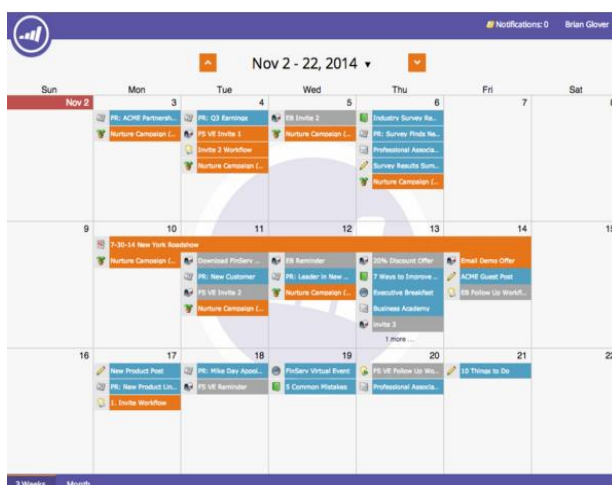 Notifications: 0 Brian Glover
Nov 2 - 22, 2014
Sun Mon Tue Wed Thu Fri Sat
Nov 2 3 4 5 6 7 8
PR: ACME Partnersh... PR: Q3 Earnings EB Invite 2 Industry Survey Re...
Nurture Campaign (... FS VE Invite 1 Nurture Campaign (... PR: Survey Finds Ne...
Invite 2 Workflow Professional Associa...
Nurture Campaign (... Survey Results Sum...
Nurture Campaign (...
9 10 11 12 13 14 15
7-30-14 New York Roadshow
Nurture Campaign (... Download FinServ ... EB Reminder 20% Discount Offer Email Demo Offer
PR: New Customer PR: Leader in New ... 7 Ways to Improve ... ACME Guest Post
FS VE Invite 2 Nurture Campaign (... Executive Breakfast EB Follow Up Workfl...
Nurture Campaign (... Business Academy
Invite 3
1 more ...
16 17 18 19 20 21 22
New Product Post PR: Mike Day Appoi... FinServ Virtual Event FS VE Follow Up Wo... 10 Things to Do
PR: New Product Lin... FS VE Reminder 5 Common Mistakes Professional Associa...
1. Invite Workflow
3 Weeks Month